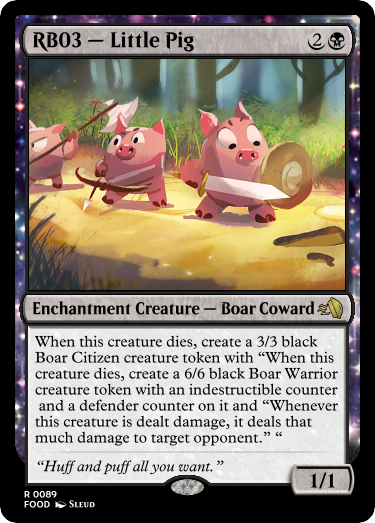 RB03 — Little Pig 2
Enchantment Creature — Boar Coward
When this creature dies, create a 3/3 black
Boar Citizen creature token with “When this
creature dies, create a 6/6 black Boar Warrior
creature token with an indestructible counter
and a defender counter on it and “Whenever
this creature is dealt damage, it deals that
much damage to target opponent.” “
“Huff and puff all you want.”
1/1
R 0089
FOOD Sleud